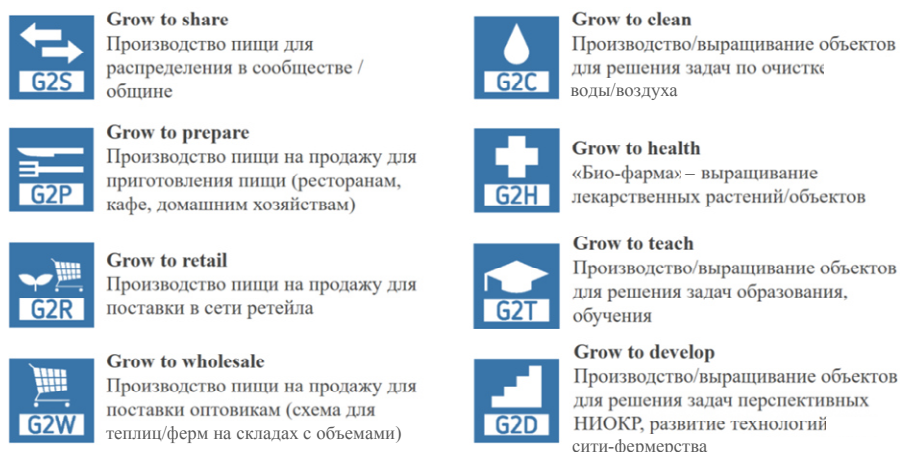 Grow to share
Производство пищи для
распределения в сообществе /
общине
G2S
Grow to prepare
Производство пищи на продажу для
приготовления пищи (ресторанам,
кафе, домашним хозяйствам)
G2P
Grow to retail
Производство пищи на продажу для
поставки в сети ретейла
G2R
Grow to wholesale
Производство пищи на продажу для
поставки оптовикам (схема для
теплиц/ферм на складах с объемами)
G2W
Grow to clean
Производство/выращивание объектов
для решения задач по очистке
воды/воздуха
G2C
Grow to health
«Био-фарма» – выращивание
лекарственных растений/объектов
G2H
Grow to teach
Производство/выращивание объектов
для решения задач образования,
обучения
G2T
Grow to develop
Производство/выращивание объектов
для решения задач перспективных
НИОКР, развитие технологий
сити-фермерства
G2D